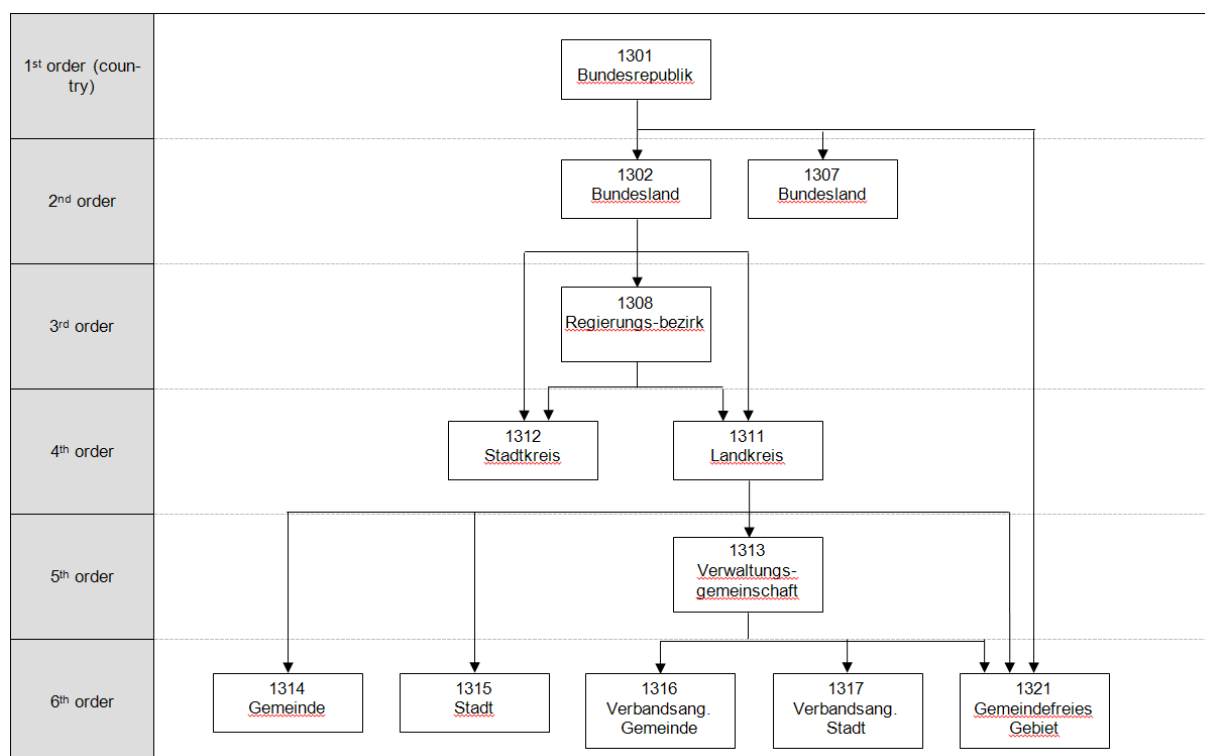 1st order (coun-
try)
1301
Bundesrepublik
2nd order
1302
Bundesland
1307
Bundesland
3rd order
1308
Regierungs-bezirk
4th order
1312
Stadtkreis
1311
Landkreis
5th order
1313
Verwaltungs-
gemeinschaft
6th order
1314
Gemeinde
1315
Stadt
1316
Verbandsang.
Gemeinde
1317
Verbandsang.
Stadt
1321
Gemeindefreies
Gebiet